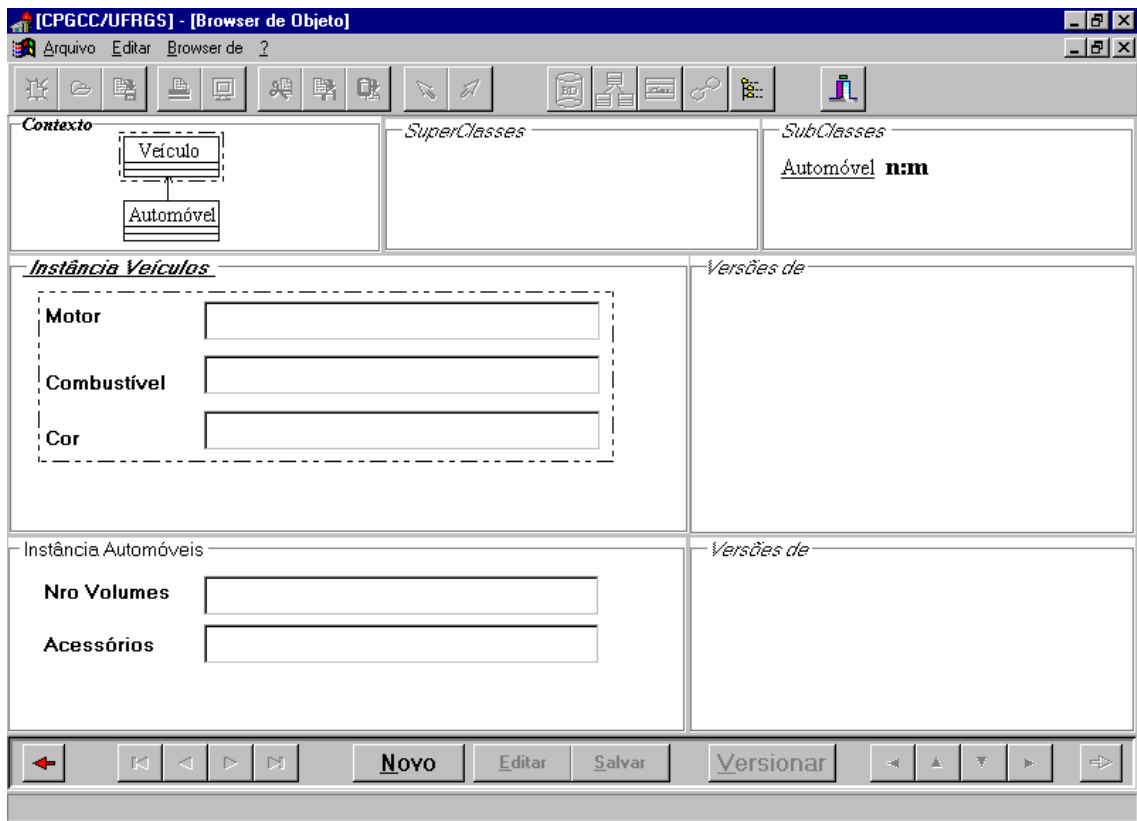 [CPGCC/UFRGS] - [Browser de Objeto]
Arquivo Editar Browser de ?
BD
Contexto
Veículo
Automóvel
SuperClasses
SubClasses
Automóvel n:m
Instância Veículos
Versões de
Motor
Combustível
Cor
Instância Automóveis
Versões de
Nro Volumes
Acessórios
Novo Editar Salvar Versionar